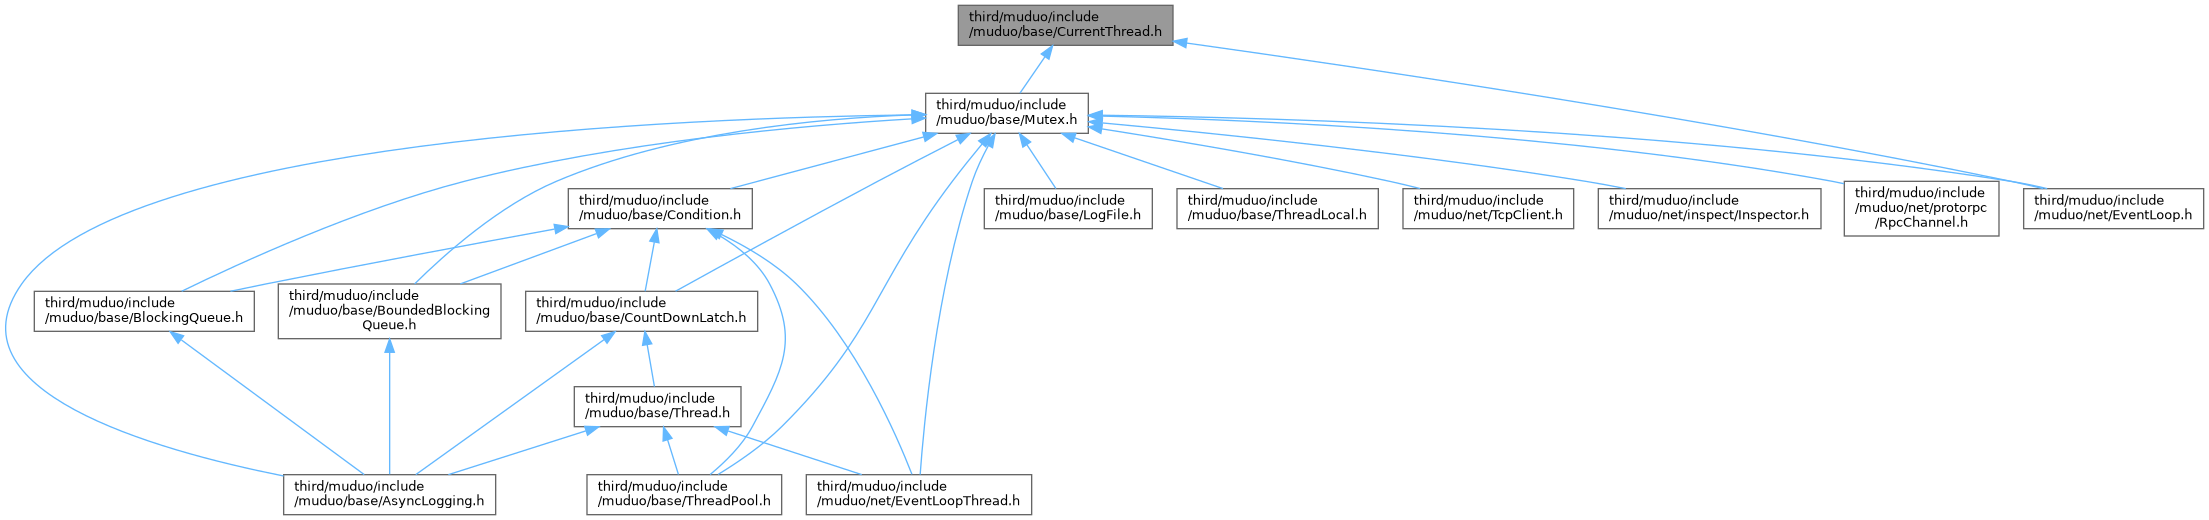 third/muduo/include
/muduo/base/CurrentThread.h
third/muduo/include
/muduo/base/Mutex.h
third/muduo/include
/muduo/base/Condition.h
third/muduo/include
/muduo/base/LogFile.h
third/muduo/include
/muduo/base/ThreadLocal.h
third/muduo/include
/muduo/net/TcpClient.h
third/muduo/include
/muduo/net/inspect/Inspector.h
third/muduo/include
/muduo/net/protorpc
/RpcChannel.h
third/muduo/include
/muduo/net/EventLoop.h
third/muduo/include
/muduo/base/BlockingQueue.h
third/muduo/include
/muduo/base/BoundedBlocking
Queue.h
third/muduo/include
/muduo/base/CountDownLatch.h
third/muduo/include
/muduo/base/Thread.h
third/muduo/include
/muduo/base/AsyncLogging.h
third/muduo/include
/muduo/base/ThreadPool.h
third/muduo/include
/muduo/net/EventLoopThread.h